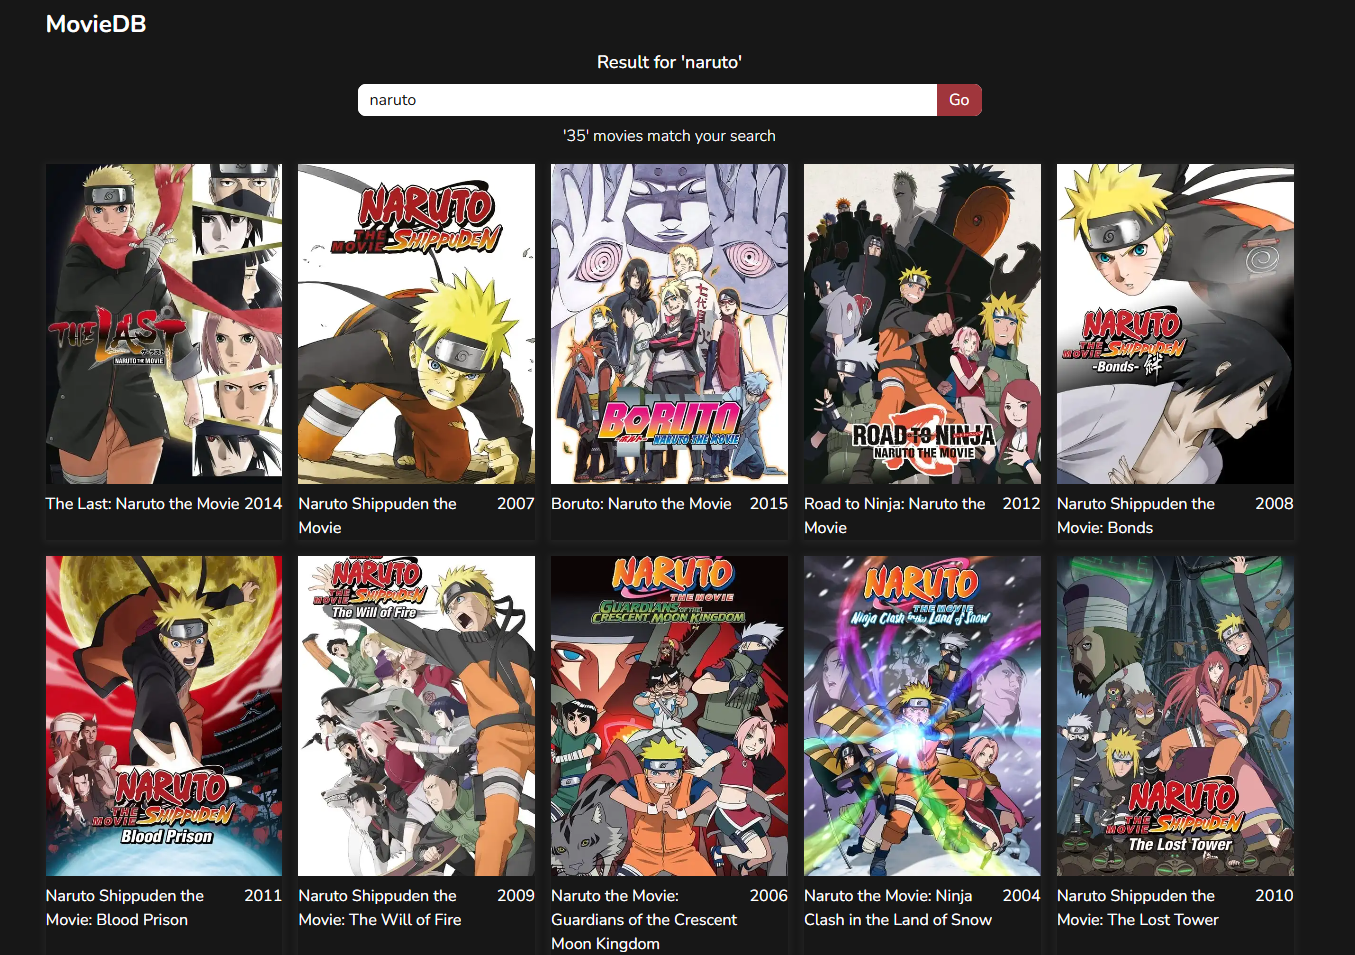 MovieDB
Result for 'naruto'
naruto
Go
'35' movies match your search
THE LAST
NARUTO THE MOVIE
NARUTO
THE MOVIE SHIPPUDEN
七代
BORUTO
NARUTO THE MOVIE
ROAD TO NINJA
NARUTO THE MOVIE
NARUTO
THE MOVIE SHIPPUDEN
-Bonds- 絆
The Last: Naruto the Movie 2014
Naruto Shippuden the 2007
Movie
Boruto: Naruto the Movie 2015
Road to Ninja: Naruto the 2012
Movie
Naruto Shippuden the 2008
Movie: Bonds
NARUTO
THE MOVIE SHIPPUDEN
Blood Prison
NARUTO
THE MOVIE SHIPPUDEN
The Will of Fire
NARUTO
THE MOVIE
GUARDIANS OF THE
CRESCENT MOON KINGDOM
NARUTO
THE MOVIE
Ninja Clash in the Land of Snow
NARUTO
THE MOVIE SHIPPUDEN
The Lost Tower
Naruto Shippuden the 2011
Movie: Blood Prison
Naruto Shippuden the 2009
Movie: The Will of Fire
Naruto the Movie: 2006
Guardians of the Crescent
Moon Kingdom
Naruto the Movie: Ninja 2004
Clash in the Land of Snow
Naruto Shippuden the 2010
Movie: The Lost Tower